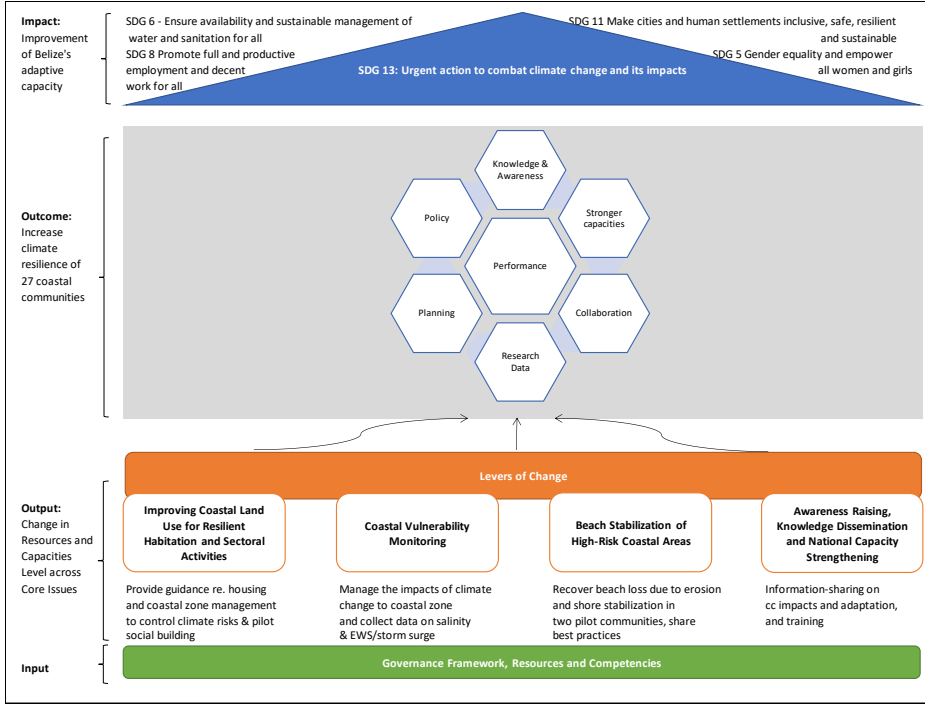 Impact:
Improvement
of Belize's
adaptive
capacity
SDG 6 - Ensure availability and sustainable management of
water and sanitation for all
SDG 8 Promote full and productive
employment and decent
work for all
SDG 11 Make cities and human settlements inclusive, safe, resilient
and sustainable
SDG 5 Gender equality and empower
all women and girls
SDG 13: Urgent action to combat climate change and its impacts
Outcome:
Increase
climate
resilience of
27 coastal
communities
Knowledge &
Awareness
Policy
Stronger
capacities
Performance
Planning
Collaboration
Research
Data
Levers of Change
Output:
Change in
Resources and
Capacities
Level across
Core Issues
Improving Coastal Land
Use for Resilient
Habitation and Sectoral
Activities
Coastal Vulnerability
Monitoring
Beach Stabilization of
High-Risk Coastal Areas
Awareness Raising,
Knowledge Dissemination
and National Capacity
Strengthening
Provide guidance re. housing
and coastal zone management
to control climate risks & pilot
social building
Manage the impacts of climate
change to coastal zone
and collect data on salinity
& EWS/storm surge
Recover beach loss due to erosion
and shore stabilization in
two pilot communities, share
best practices
Information-sharing on
cc impacts and adaptation,
and training
Input
Governance Framework, Resources and Competencies